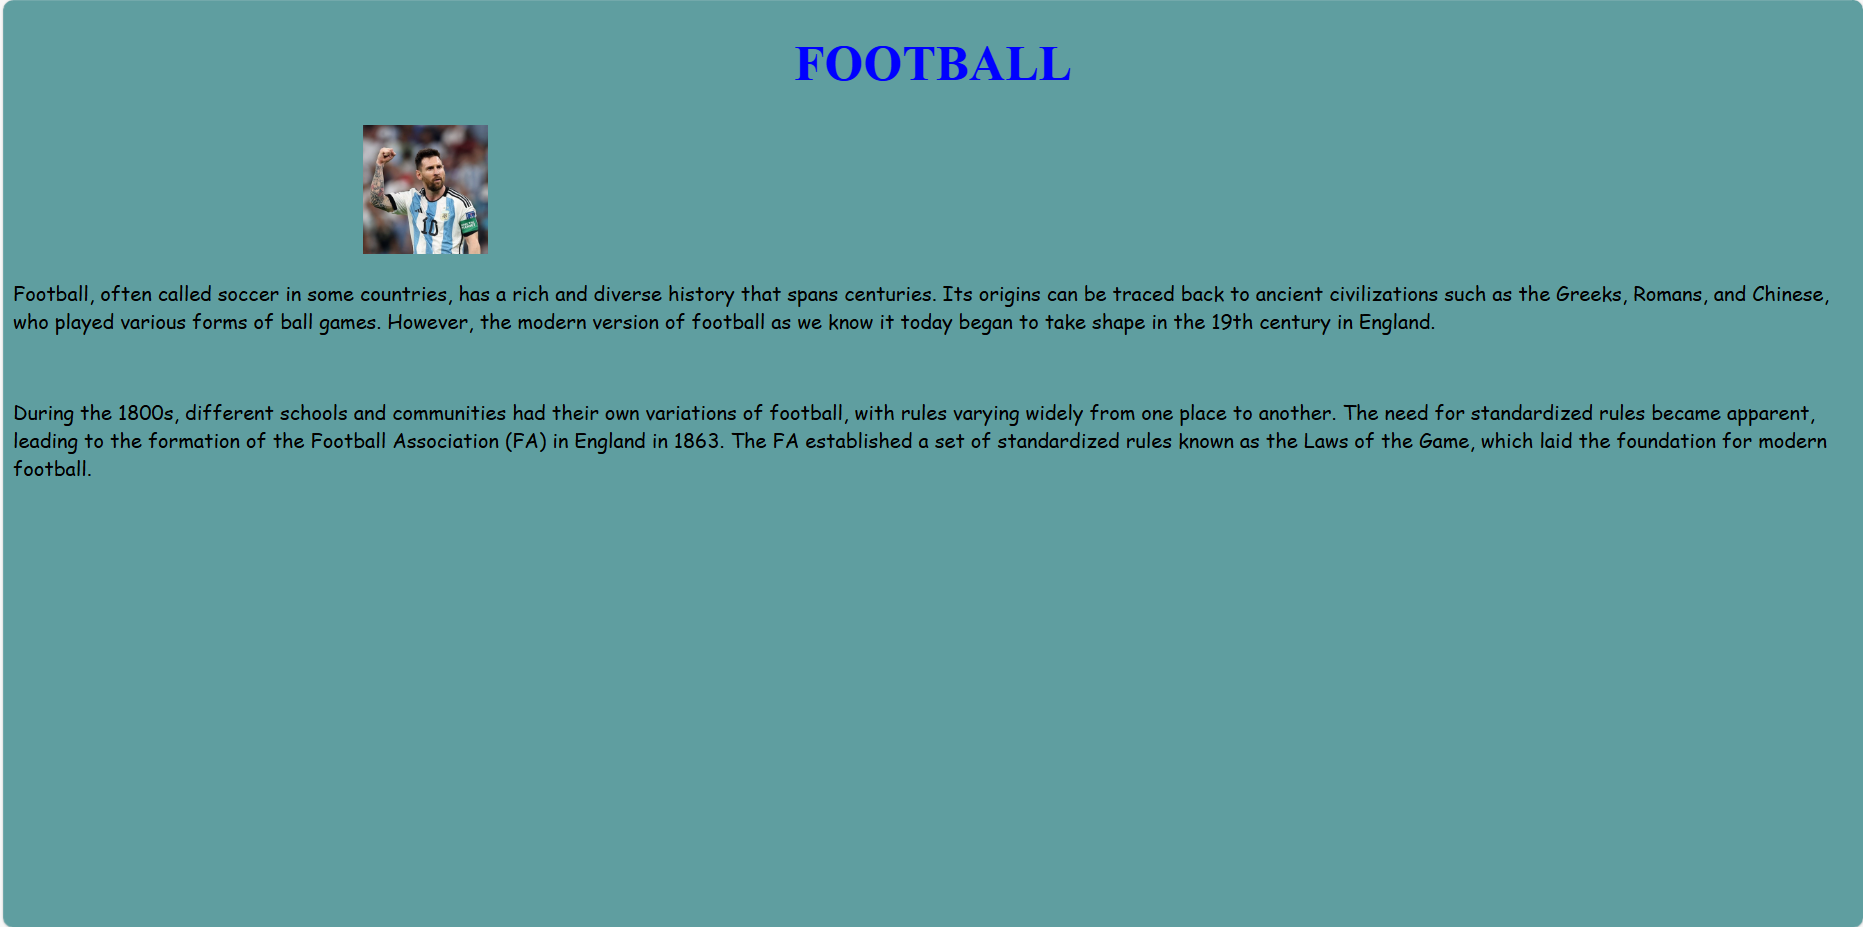 FOOTBALL
10
Football, often called soccer in some countries, has a rich and diverse history that spans centuries. Its origins can be traced back to ancient civilizations such as the Greeks, Romans, and Chinese,
who played various forms of ball games. However, the modern version of football as we know it today began to take shape in the 19th century in England.
During the 1800s, different schools and communities had their own variations of football, with rules varying widely from one place to another. The need for standardized rules became apparent,
leading to the formation of the Football Association (FA) in England in 1863. The FA established a set of standardized rules known as the Laws of the Game, which laid the foundation for modern
football.